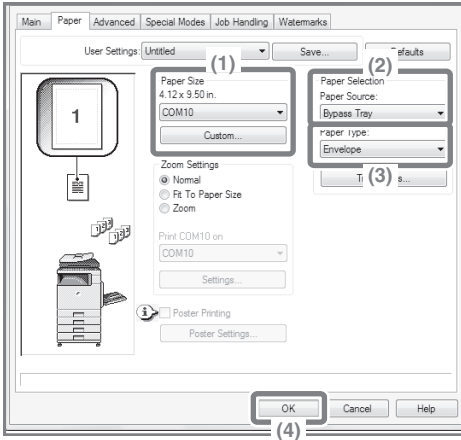 Main Paper Advanced Special Modes Job Handling Watermarks
User Settings: Untitled Save... Defaults
(1) (2)
Paper Size
4.12 x 9.50 in.
COM10
Custom...
Paper Selection
Paper Source:
Bypass Tray
Paper Type:
Envelope
(3)
1
Zoom Settings
Normal
Fit To Paper Size
Zoom
Print COM10 on
COM10
Settings...
Poster Printing
Poster Settings...
OK Cancel Help
(4)